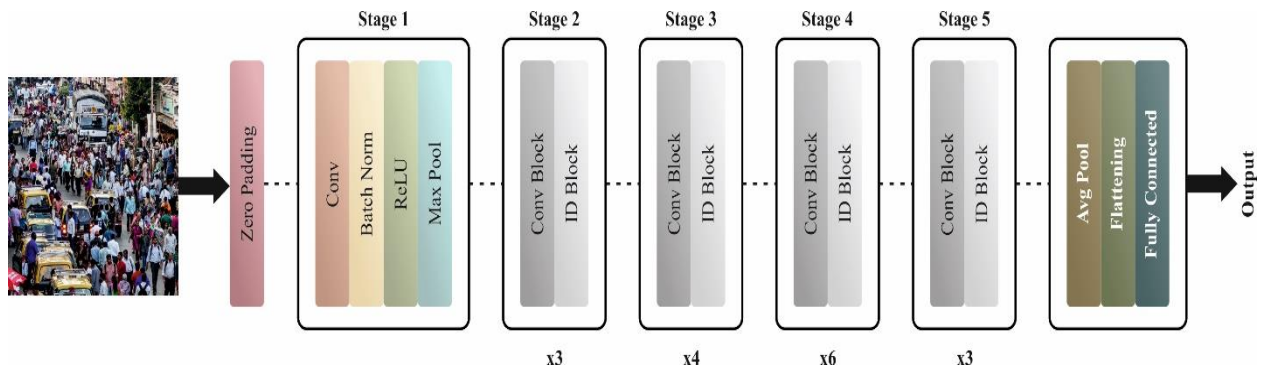 Stage 1
Stage 2
Stage 3
Stage 4
Stage 5
Zero Padding
Conv
Batch Norm
ReLU
Max Pool
Conv Block
ID Block
Conv Block
ID Block
Conv Block
ID Block
Conv Block
ID Block
Avg Pool
Flattening
Fully Connected
Output
x3
x4
x6
x3